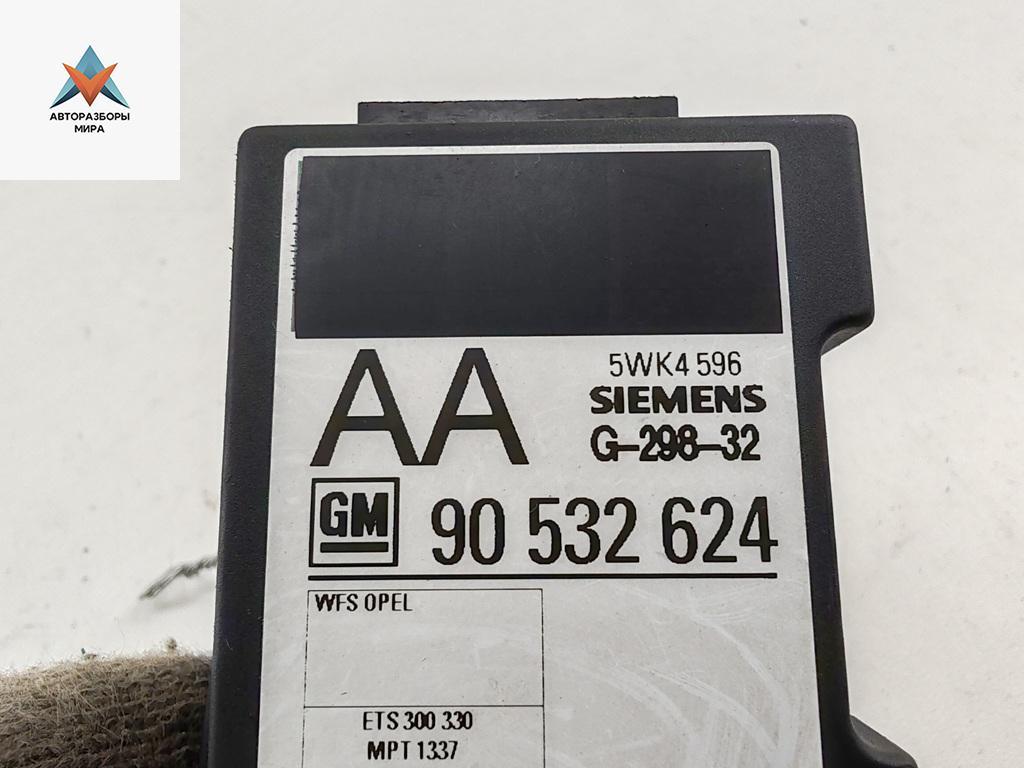 АВТОРАЗБОРЫ
МИРА
AA
5WK4 596
SIEMENS
G-298-32
GM
90 532 624
WFS OPEL
ETS 300 330
MPT 1337